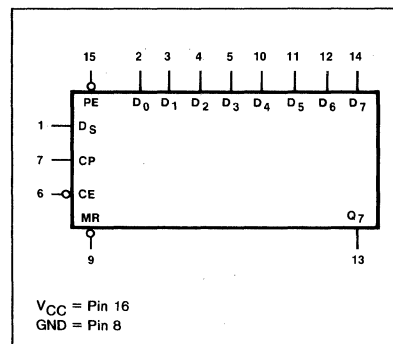 15 2 3 4 5 10 11 12 14
PE D0 D1 D2 D3 D4 D5 D6 D7
1 DS
7 CP
6 CE
MR Q7
9 13
VCC = Pin 16
GND = Pin 8